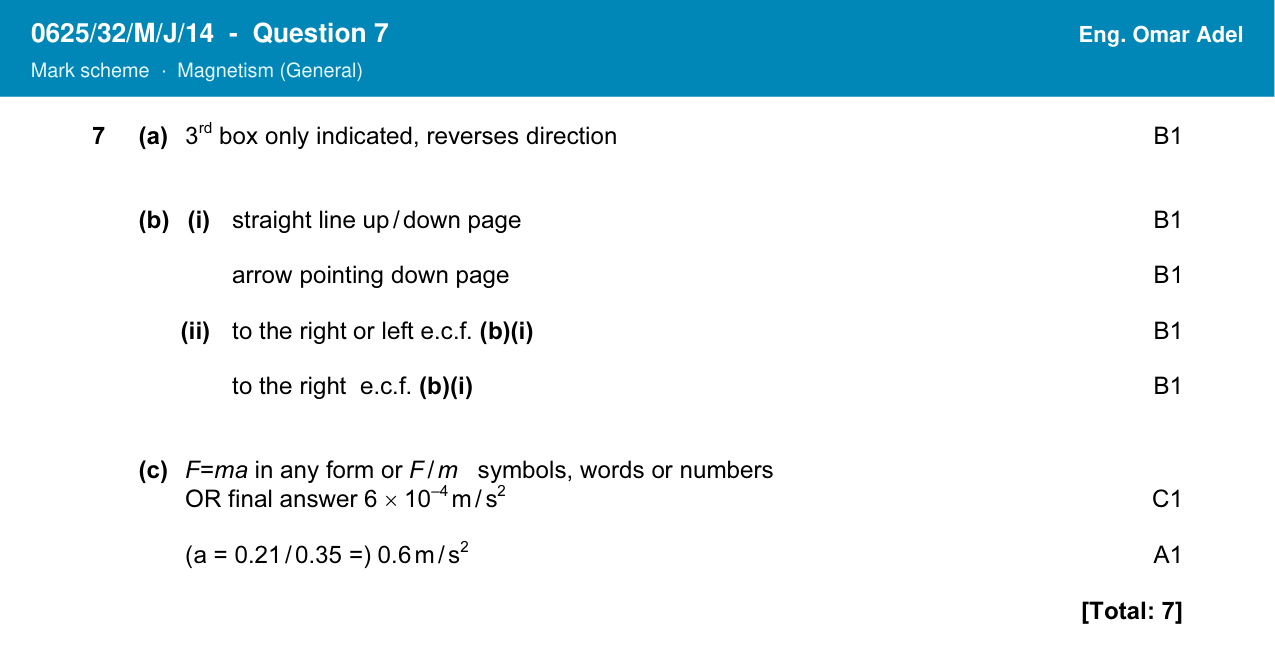 0625/32/M/J/14 - Question 7
Eng. Omar Adel
Mark scheme · Magnetism (General)
7 (a) 3rd box only indicated, reverses direction B1
(b) (i) straight line up/down page B1
arrow pointing down page B1
(ii) to the right or left e.c.f. (b)(i) B1
to the right e.c.f. (b)(i) B1
(c) F=ma in any form or F/m symbols, words or numbers
OR final answer 6 × 10⁻⁴ m/s² C1
(a = 0.21/0.35 =) 0.6 m/s² A1
[Total: 7]